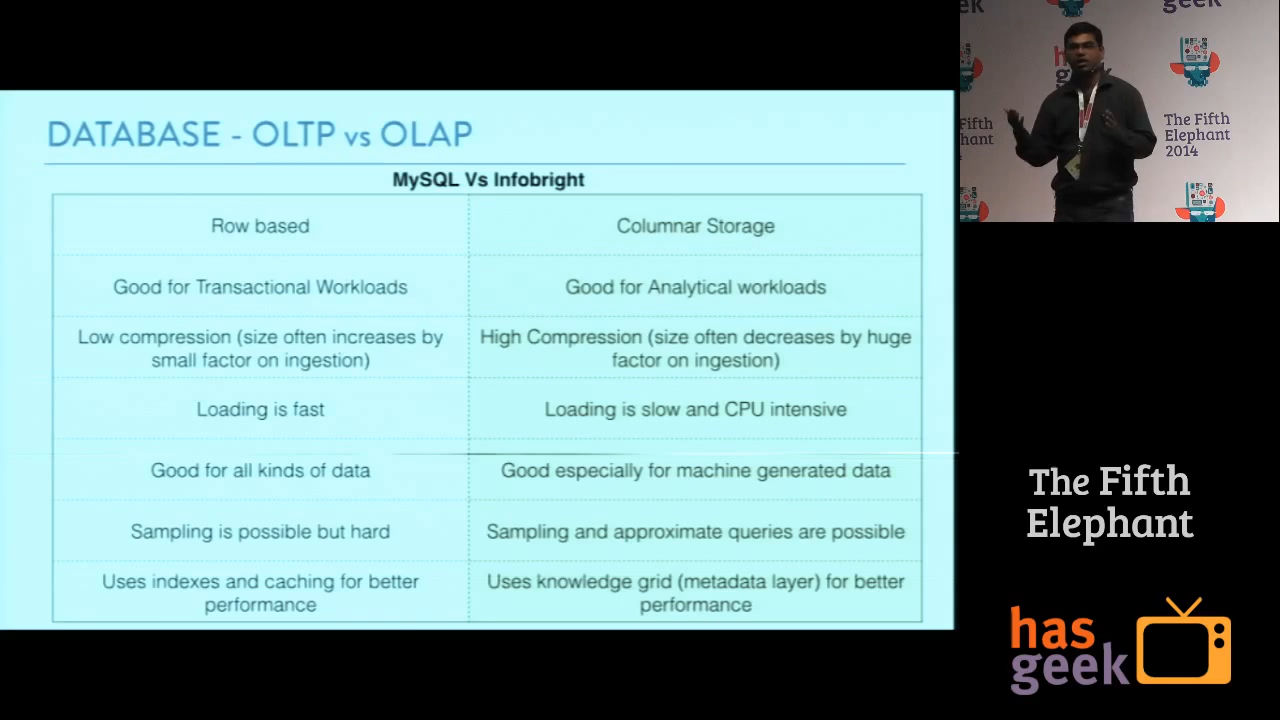 DATABASE - OLTP vs OLAP
MySQL Vs Infobright
Row based
Columnar Storage
Good for Transactional Workloads
Good for Analytical workloads
Low compression (size often increases by
small factor on ingestion)
High Compression (size often decreases by huge
factor on ingestion)
Loading is fast
Loading is slow and CPU intensive
Good for all kinds of data
Good especially for machine generated data
Sampling is possible but hard
Sampling and approximate queries are possible
Uses indexes and caching for better
performance
Uses knowledge grid (metadata layer) for better
performance
geek
has
geek
The Fifth
Elephant
2014
Fifth
The Fifth
Elephant
has
geek